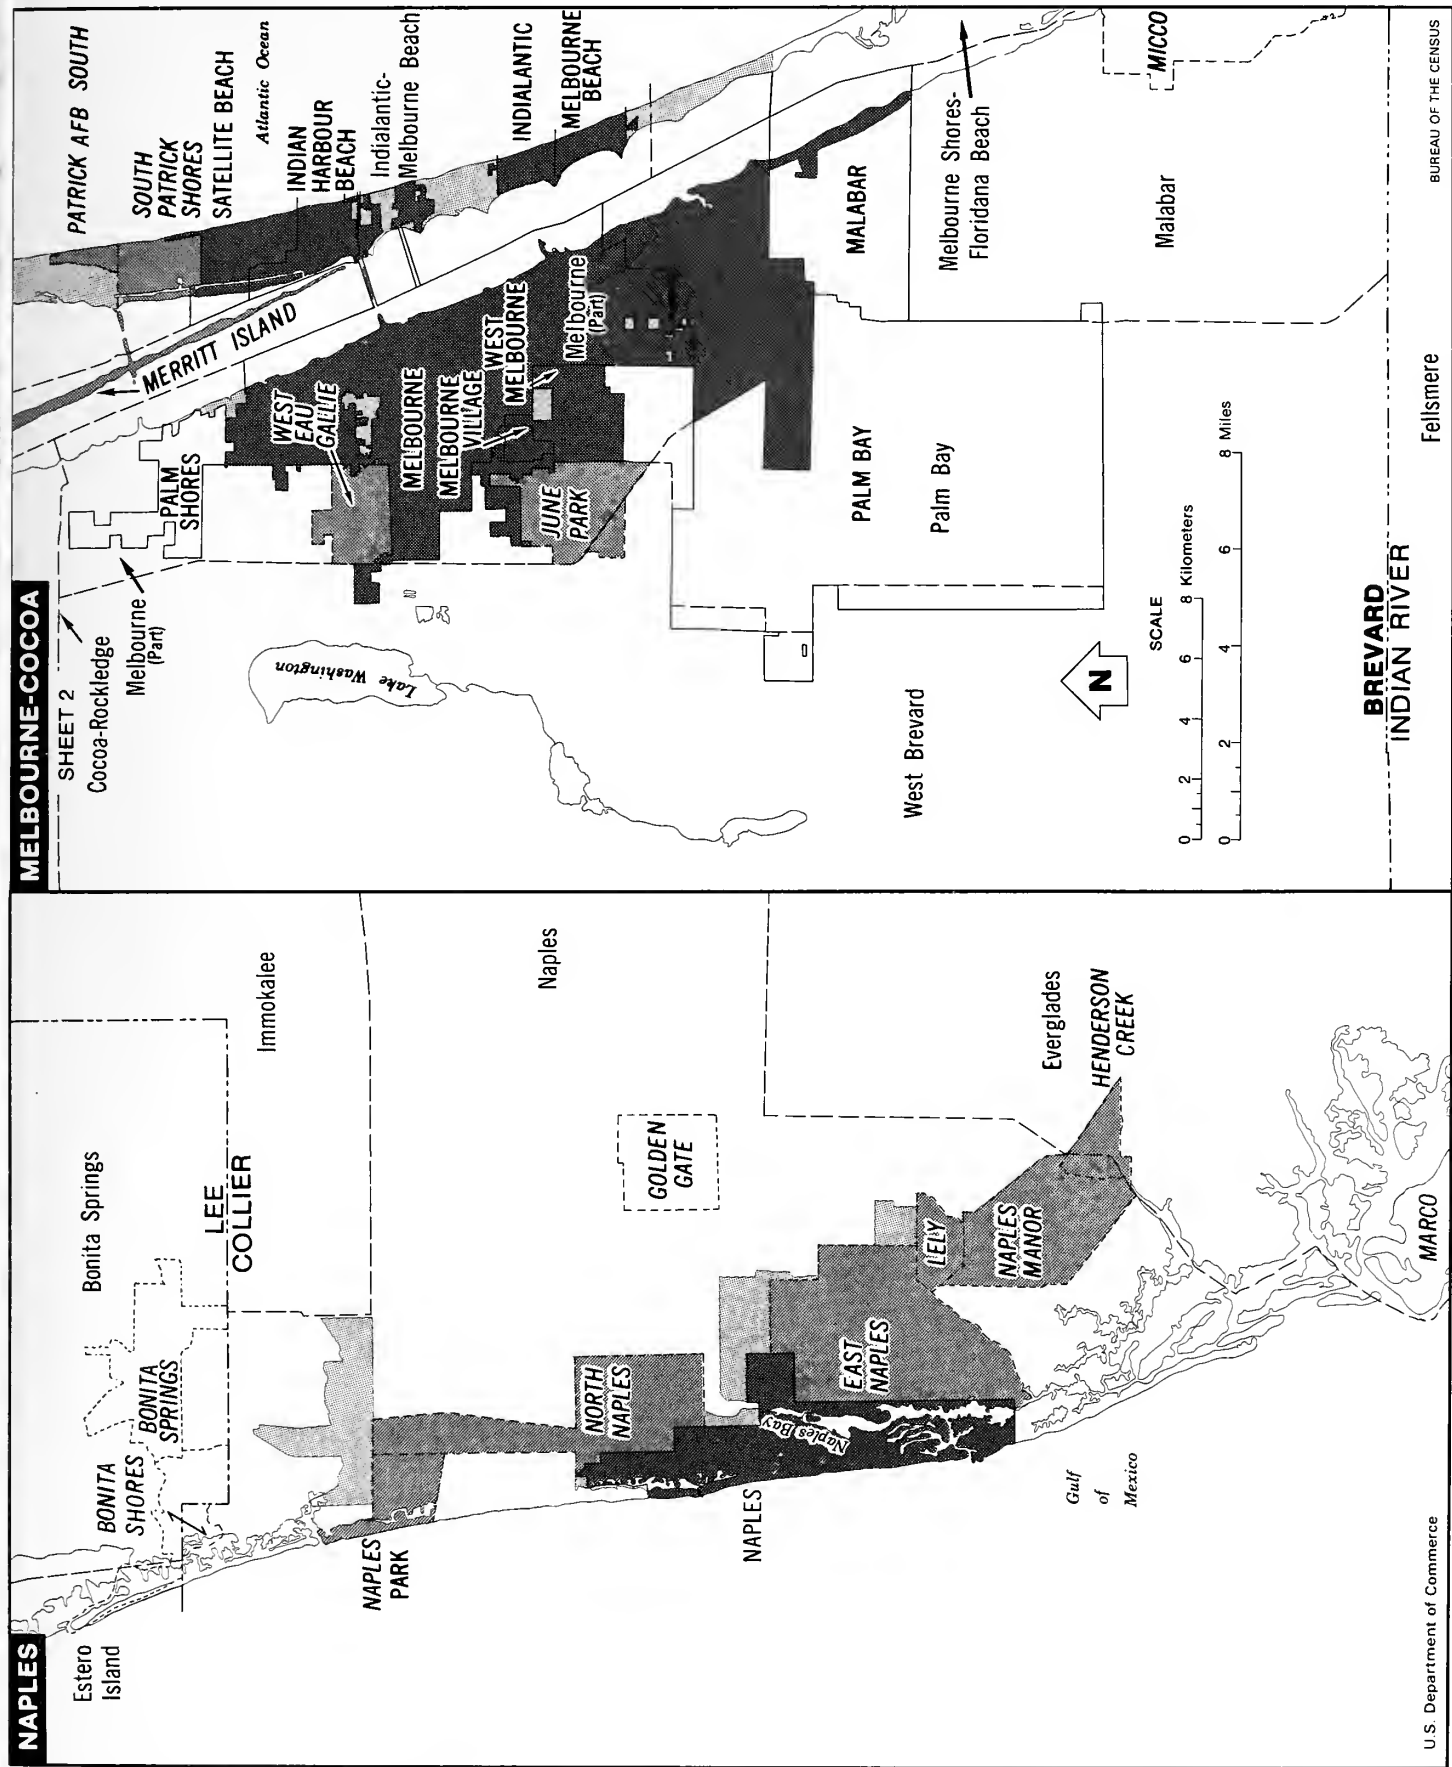 NAPLES
Estero
Island
BONITA
SHORES
BONITA
SPRINGS
Bonita Springs
LEE
COLLIER
Immokalee
NAPLES
PARK
Naples
NORTH
NAPLES
GOLDEN
GATE
NAPLES
Naples Bay
EAST
NAPLES
LELY
NAPLES
MANOR
Everglades
HENDERSON
CREEK
Gulf
of
Mexico
MARCO
U.S. Department of Commerce
MELBOURNE-COCOA
SHEET 2
Cocoa-Rockledge
Melbourne
(Part)
PALM
SHORES
MERRITT ISLAND
PATRICK AFB SOUTH
SOUTH
PATRICK
SHORES
SATELLITE BEACH
Atlantic Ocean
INDIAN
HARBOUR
BEACH
Indialantic-
Melbourne Beach
INDIALANTIC
MELBOURNE
BEACH
Lake Washington
WEST
EAU
GALLIE
MELBOURNE
MELBOURNE
VILLAGE
WEST
MELBOURNE
Melbourne
(Part)
JUNE
PARK
PALM BAY
Palm Bay
MALABAR
Melbourne Shores-
Floridana Beach
Malabar
MICCO
West Brevard
N
SCALE
0 2 4 6 8 Kilometers
0 2 4 6 8 Miles
BREVARD
INDIAN RIVER
Fellsmere
BUREAU OF THE CENSUS